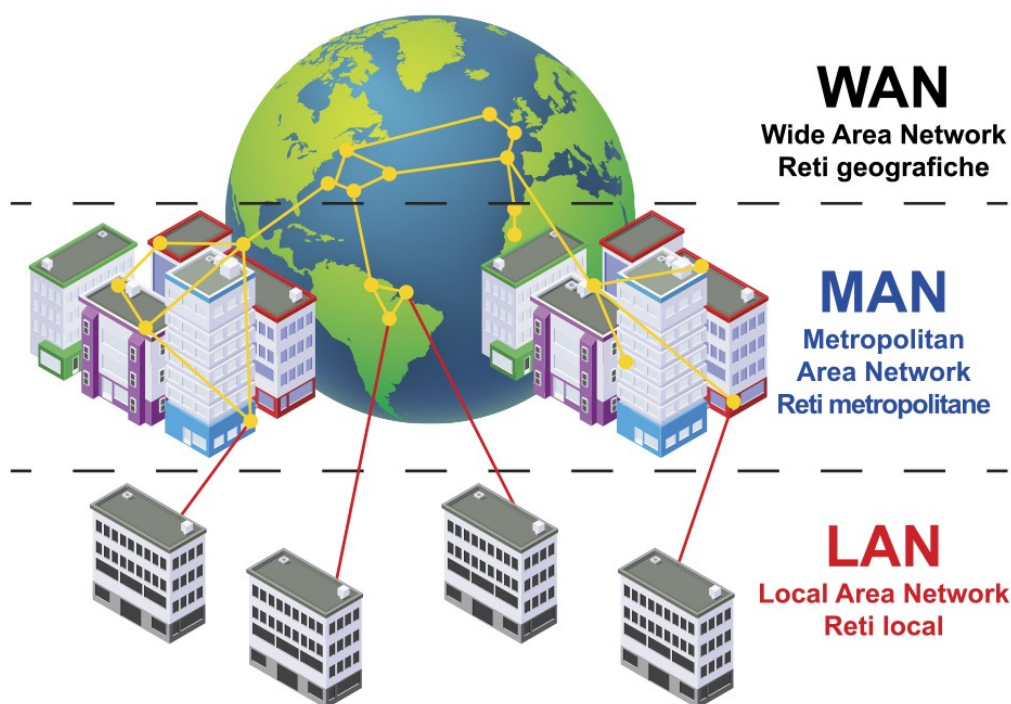 WAN
Wide Area Network
Reti geografiche
MAN
Metropolitan
Area Network
Reti metropolitane
LAN
Local Area Network
Reti local